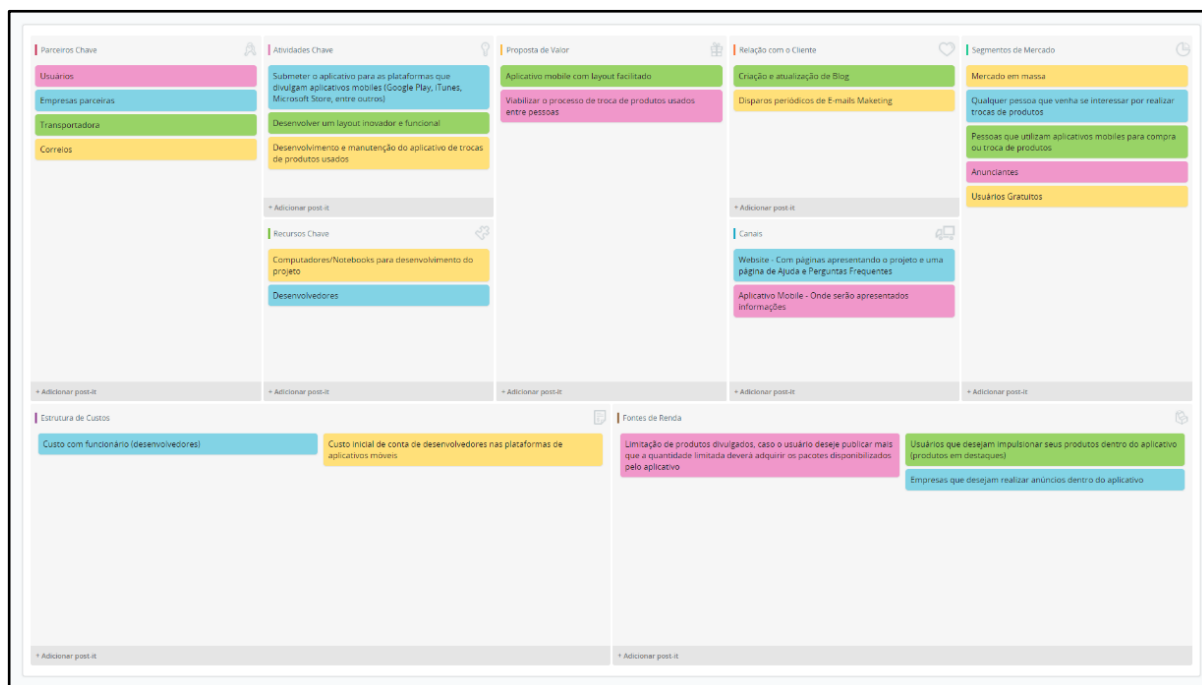 Parceiros Chave
Usuários
Empresas parceiras
Transportadora
Correios
+ Adicionar post-it
Atividades Chave
Submeter o aplicativo para as plataformas que
divulgam aplicativos mobiles (Google Play, iTunes,
Microsoft Store, entre outros)
Desenvolver um layout inovador e funcional
Desenvolvimento e manutenção do aplicativo de trocas
de produtos usados
+ Adicionar post-it
Recursos Chave
Computadores/Notebooks para desenvolvimento do
projeto
Desenvolvedores
+ Adicionar post-it
Proposta de Valor
Aplicativo mobile com layout facilitado
Viabilizar o processo de troca de produtos usados
entre pessoas
+ Adicionar post-it
Relação com o Cliente
Criação e atualização de Blog
Disparos periódicos de E-mails Maketing
+ Adicionar post-it
Canais
Website - Com páginas apresentando o projeto e uma
página de Ajuda e Perguntas Frequentes
Aplicativo Mobile - Onde serão apresentados
informações
+ Adicionar post-it
Segmentos de Mercado
Mercado em massa
Qualquer pessoa que venha se interessar por realizar
trocas de produtos
Pessoas que utilizam aplicativos mobiles para compra
ou troca de produtos
Anunciantes
Usuários Gratuitos
+ Adicionar post-it
Estrutura de Custos
Custo com funcionário (desenvolvedores)
Custo inicial de conta de desenvolvedores nas plataformas de
aplicativos móveis
+ Adicionar post-it
Fontes de Renda
Limitação de produtos divulgados, caso o usuário deseje publicar mais
que a quantidade limitada deverá adquirir os pacotes disponibilizados
pelo aplicativo
Usuários que desejam impulsionar seus produtos dentro do aplicativo
(produtos em destaques)
Empresas que desejam realizar anúncios dentro do aplicativo
+ Adicionar post-it